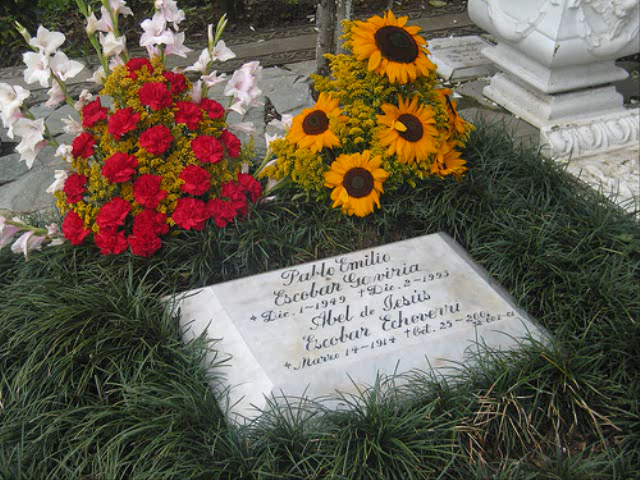 Pablo Emilio
Escobar Gaviria
* Dic. 1-1949 † Dic. 2-1993
Abel de Jesús
Escobar Echeverri
* Marzo 14-1914 † Oct. 25-2001